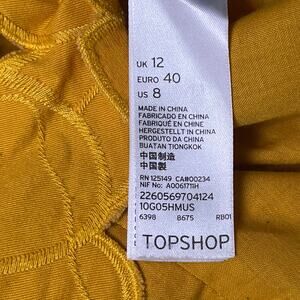 UK 12
EURO 40
US 8
MADE IN CHINA
FABRICADO EN CHINA
FABRIQUÉ EN CHINE
HERGESTELLT IN CHINA
PRODOTTO IN CHINA
BUATAN TIONGKOK
中国制造
中國製
RN 125149 CA#00234
NIF No: A0061711H
2260569704124
10G05HMUS
6398 B675 RB01
TOPSHOP